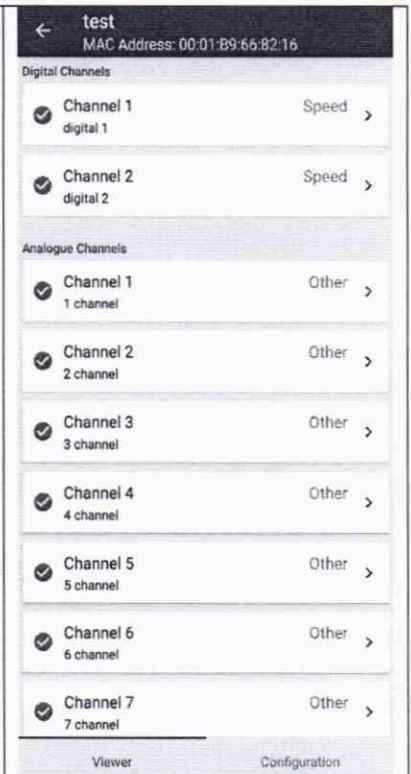 test
MAC Address: 00:01:B9:66:82:16
Digital Channels
Channel 1 Speed
digital 1
Channel 2 Speed
digital 2
Analogue Channels
Channel 1 Other
1 channel
Channel 2 Other
2 channel
Channel 3 Other
3 channel
Channel 4 Other
4 channel
Channel 5 Other
5 channel
Channel 6 Other
6 channel
Channel 7 Other
7 channel
Viewer Configuration